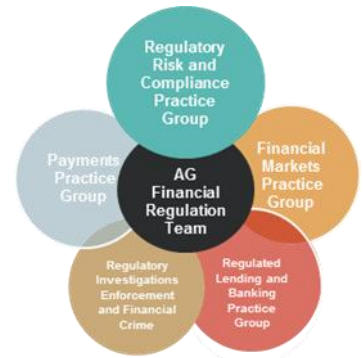 Regulatory
Risk and
Compliance
Practice
Group
Payments
Practice
Group
AG
Financial
Regulation
Team
Financial
Markets
Practice
Group
Regulatory
Investigations
Enforcement
and Financial
Crime
Regulated
Lending and
Banking
Practice
Group